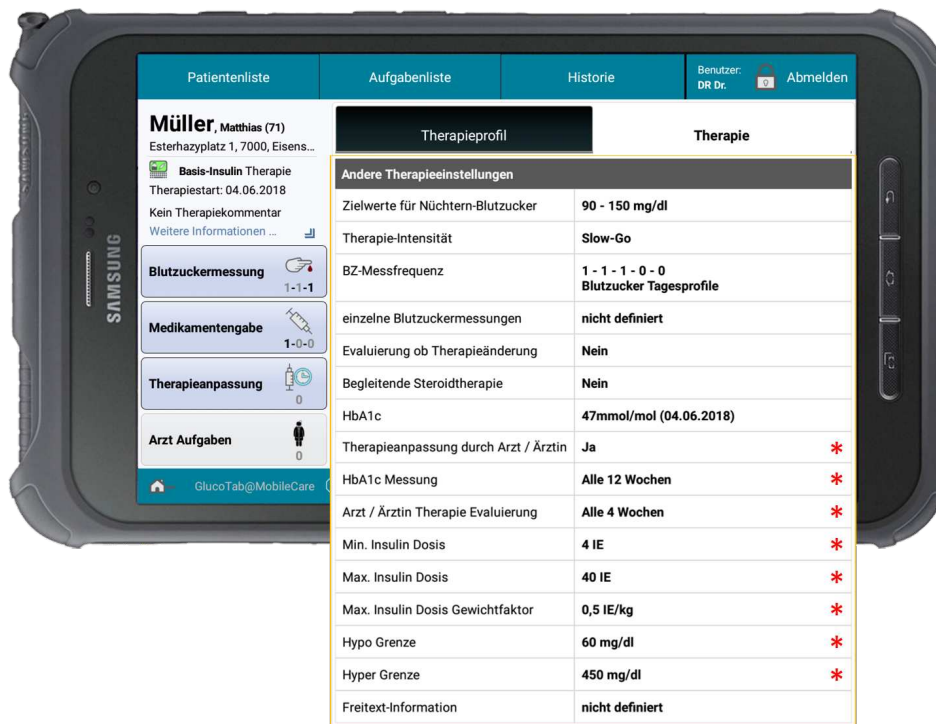 SAMSUNG
Patientenliste
Aufgabenliste
Historie
Benutzer:
DR Dr.
Abmelden
Müller, Matthias (71)
Esterhazyplatz 1, 7000, Eisens...
Basis-Insulin Therapie
Therapiestart: 04.06.2018
Kein Therapiekommentar
Weitere Informationen ...
Blutzuckermessung
1-1-1
Medikamentengabe
1-0-0
Therapieanpassung
0
Arzt Aufgaben
0
GlucoTab@MobileCare
Therapieprofil
Therapie
Andere Therapieeinstellungen
Zielwerte für Nüchtern-Blutzucker 90 - 150 mg/dl
Therapie-Intensität Slow-Go
BZ-Messfrequenz 1 - 1 - 1 - 0 - 0
Blutzucker Tagesprofile
einzelne Blutzuckermessungen nicht definiert
Evaluierung ob Therapieänderung Nein
Begleitende Steroidtherapie Nein
HbA1c 47mmol/mol (04.06.2018)
Therapieanpassung durch Arzt / Ärztin Ja *
HbA1c Messung Alle 12 Wochen *
Arzt / Ärztin Therapie Evaluierung Alle 4 Wochen *
Min. Insulin Dosis 4 IE *
Max. Insulin Dosis 40 IE *
Max. Insulin Dosis Gewichtfaktor 0,5 IE/kg *
Hypo Grenze 60 mg/dl *
Hyper Grenze 450 mg/dl *
Freitext-Information nicht definiert